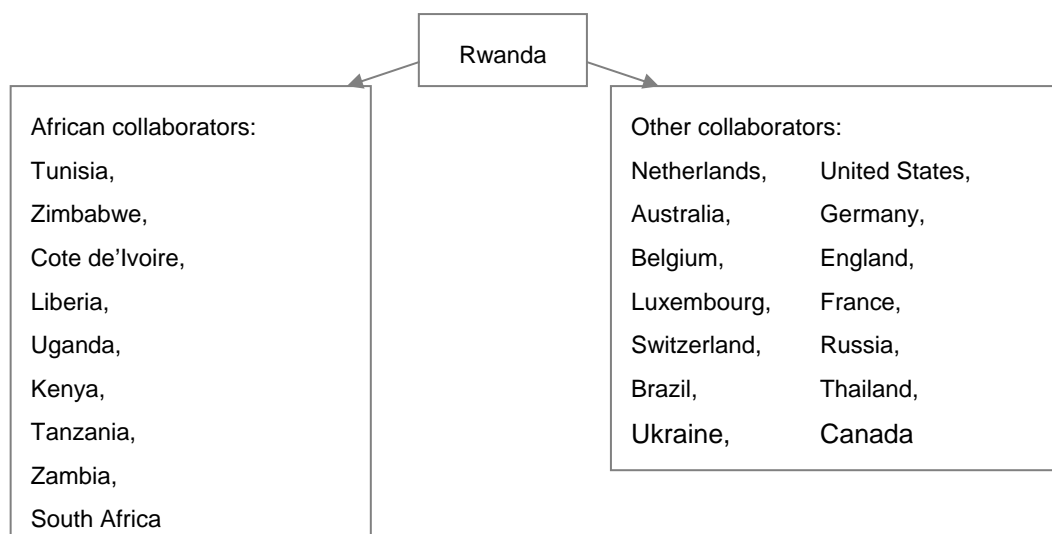 Rwanda
African collaborators:
Tunisia,
Zimbabwe,
Cote de’Ivoire,
Liberia,
Uganda,
Kenya,
Tanzania,
Zambia,
South Africa
Other collaborators:
Netherlands, United States,
Australia, Germany,
Belgium, England,
Luxembourg, France,
Switzerland, Russia,
Brazil, Thailand,
Ukraine, Canada